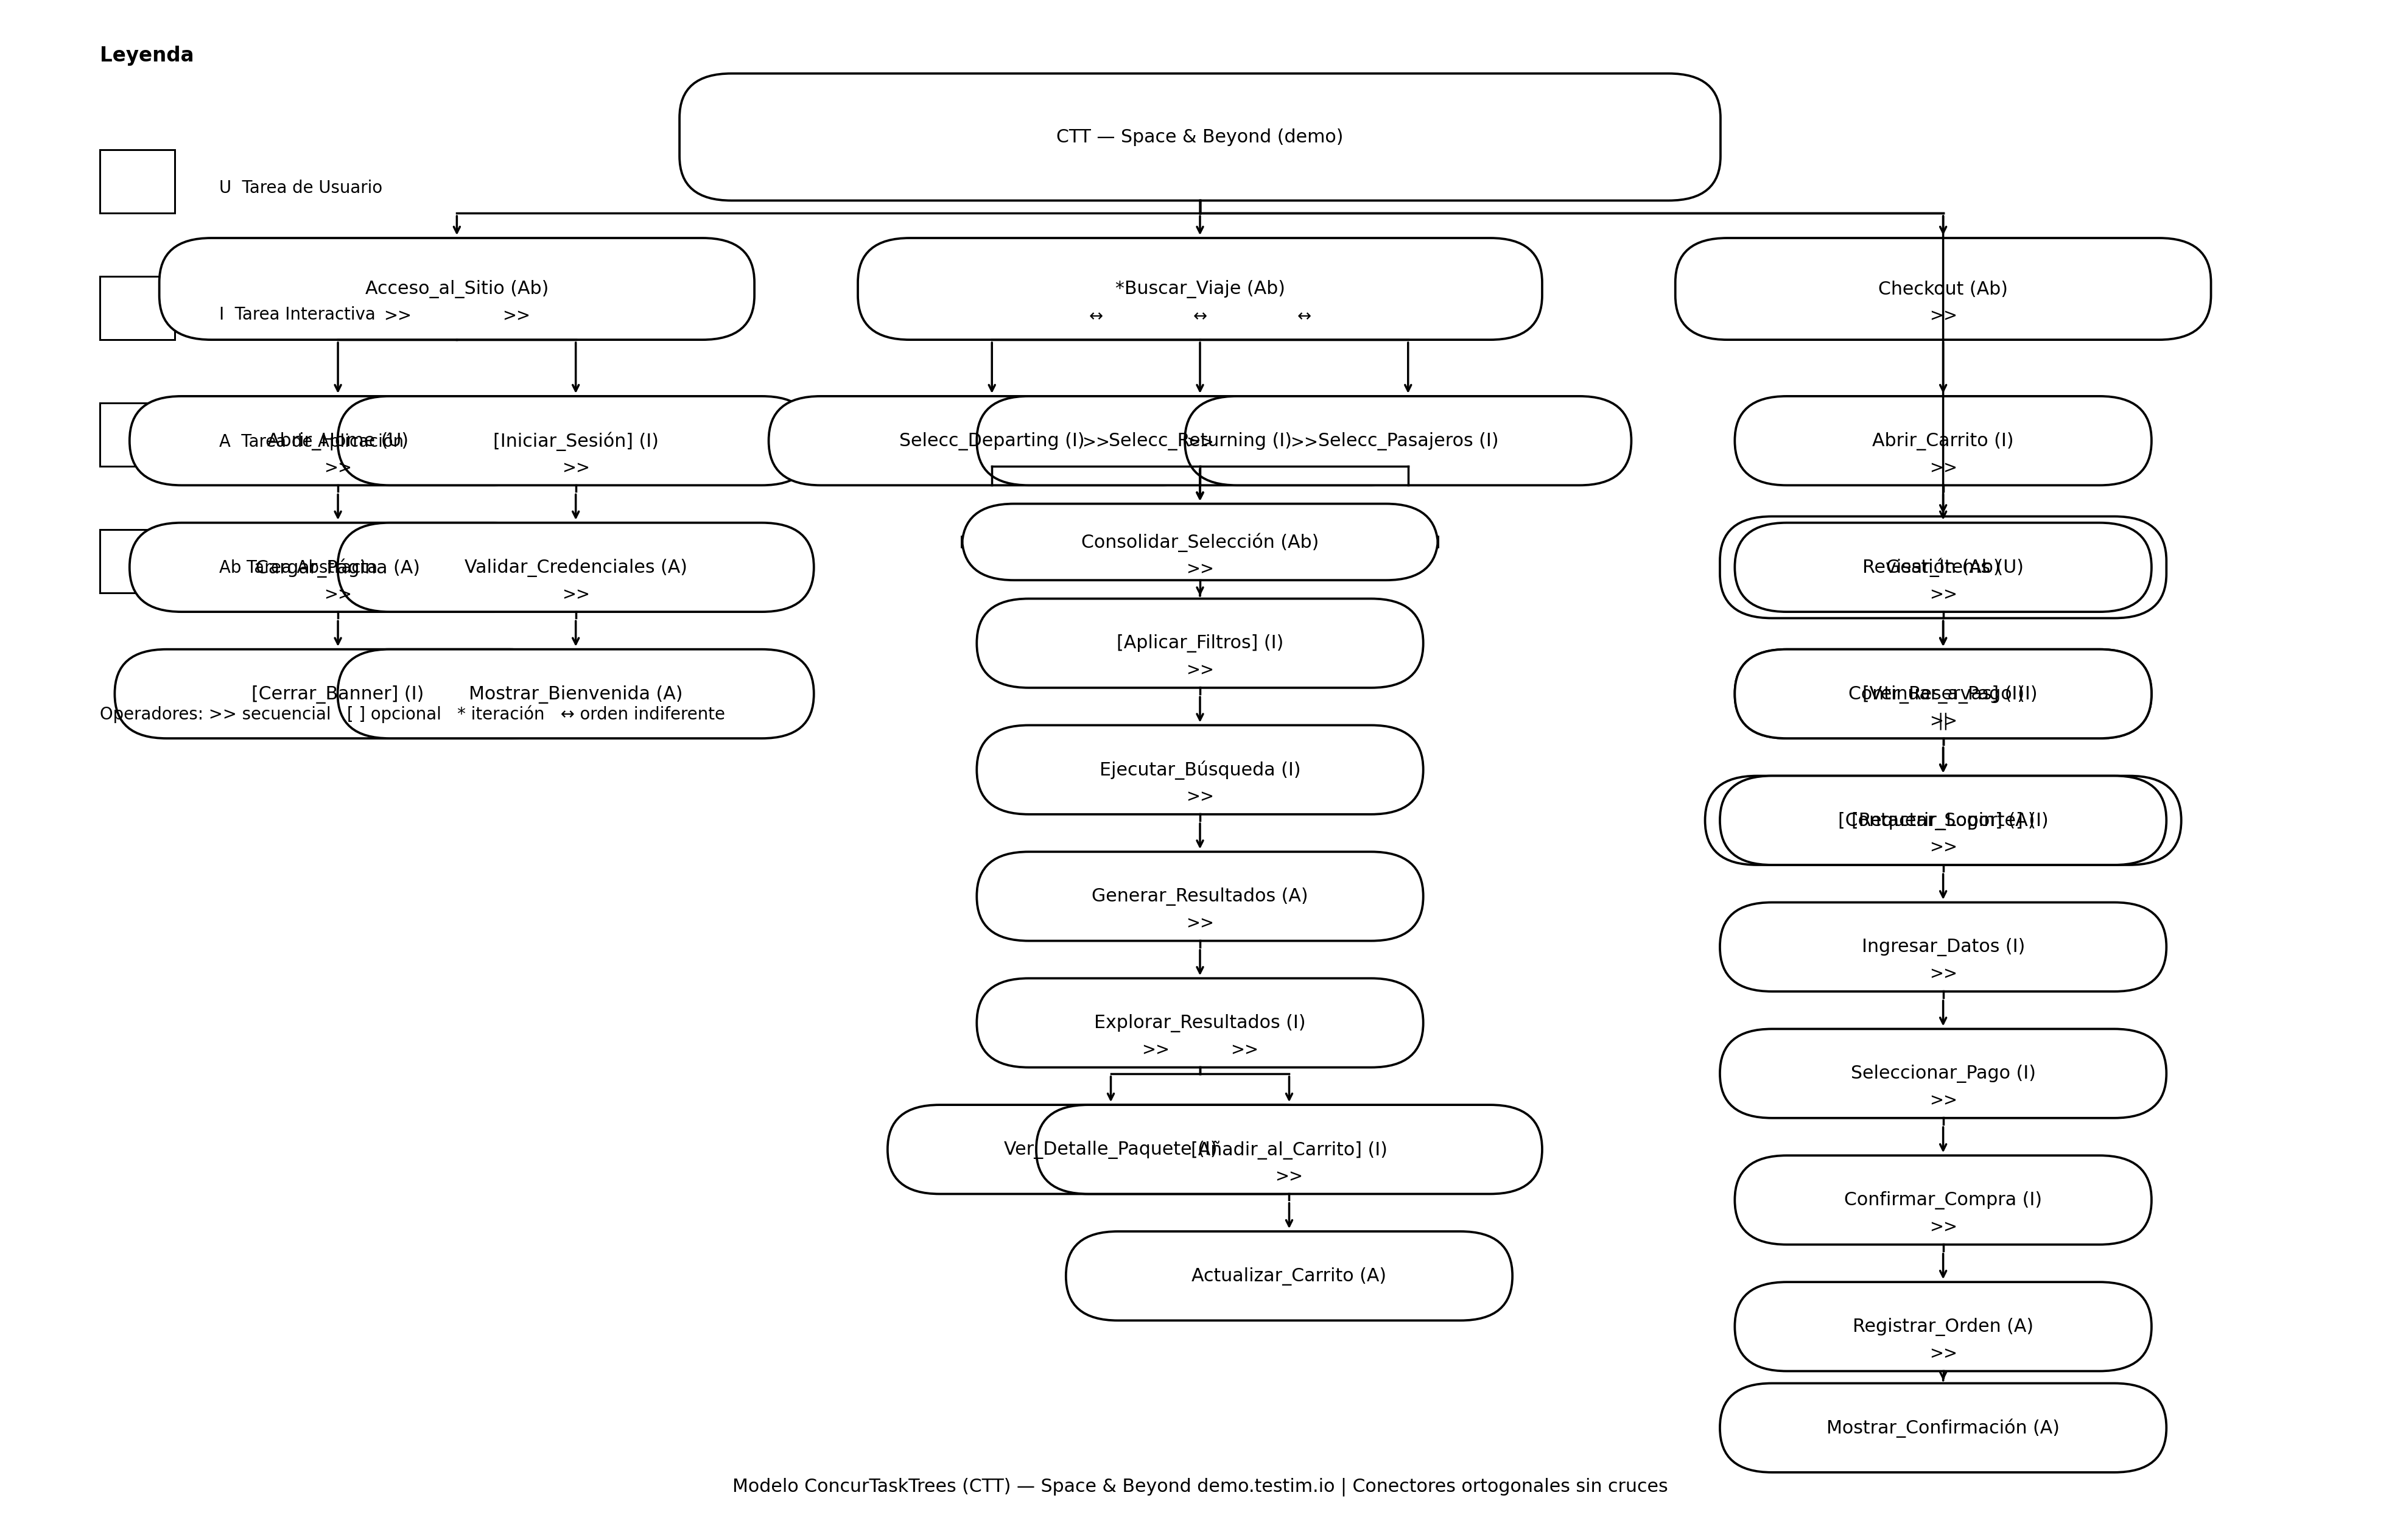 Leyenda
CTT — Space & Beyond (demo)
U  Tarea de Usuario
Acceso_al_Sitio (Ab)
*Buscar_Viaje (Ab)
Checkout (Ab)
I  Tarea Interactiva
>> >>
↔ ↔ ↔
>>
Abrir_Home (U)
A  Tarea de Aplicación
[Iniciar_Sesión] (I)
Selecc_Departing (I)
>>
Selecc_Returning (I)
>>
>>
Selecc_Pasajeros (I)
Abrir_Carrito (I)
>>
>>
>>
Consolidar_Selección (Ab)
>>
Cargar_Página (A)
Ab Tarea Abstracta
Validar_Credenciales (A)
Revisar_Ítems (U)
Gestión (Ab)
>>
>>
>>
[Aplicar_Filtros] (I)
>>
[Cerrar_Banner] (I)
Mostrar_Bienvenida (A)
Continuar_a_Pago (I)
[Ver_Reservas] (I)
>>
||
Operadores: >> secuencial   [ ] opcional   * iteración   ↔ orden indiferente
Ejecutar_Búsqueda (I)
>>
[Contactar_Soporte] (I)
[Requerir_Login] (A)
>>
Generar_Resultados (A)
>>
Ingresar_Datos (I)
>>
Explorar_Resultados (I)
>> >>
Seleccionar_Pago (I)
>>
Ver_Detalle_Paquete (I)
[Añadir_al_Carrito] (I)
>>
Confirmar_Compra (I)
>>
Actualizar_Carrito (A)
Registrar_Orden (A)
>>
Mostrar_Confirmación (A)
Modelo ConcurTaskTrees (CTT) — Space & Beyond demo.testim.io | Conectores ortogonales sin cruces